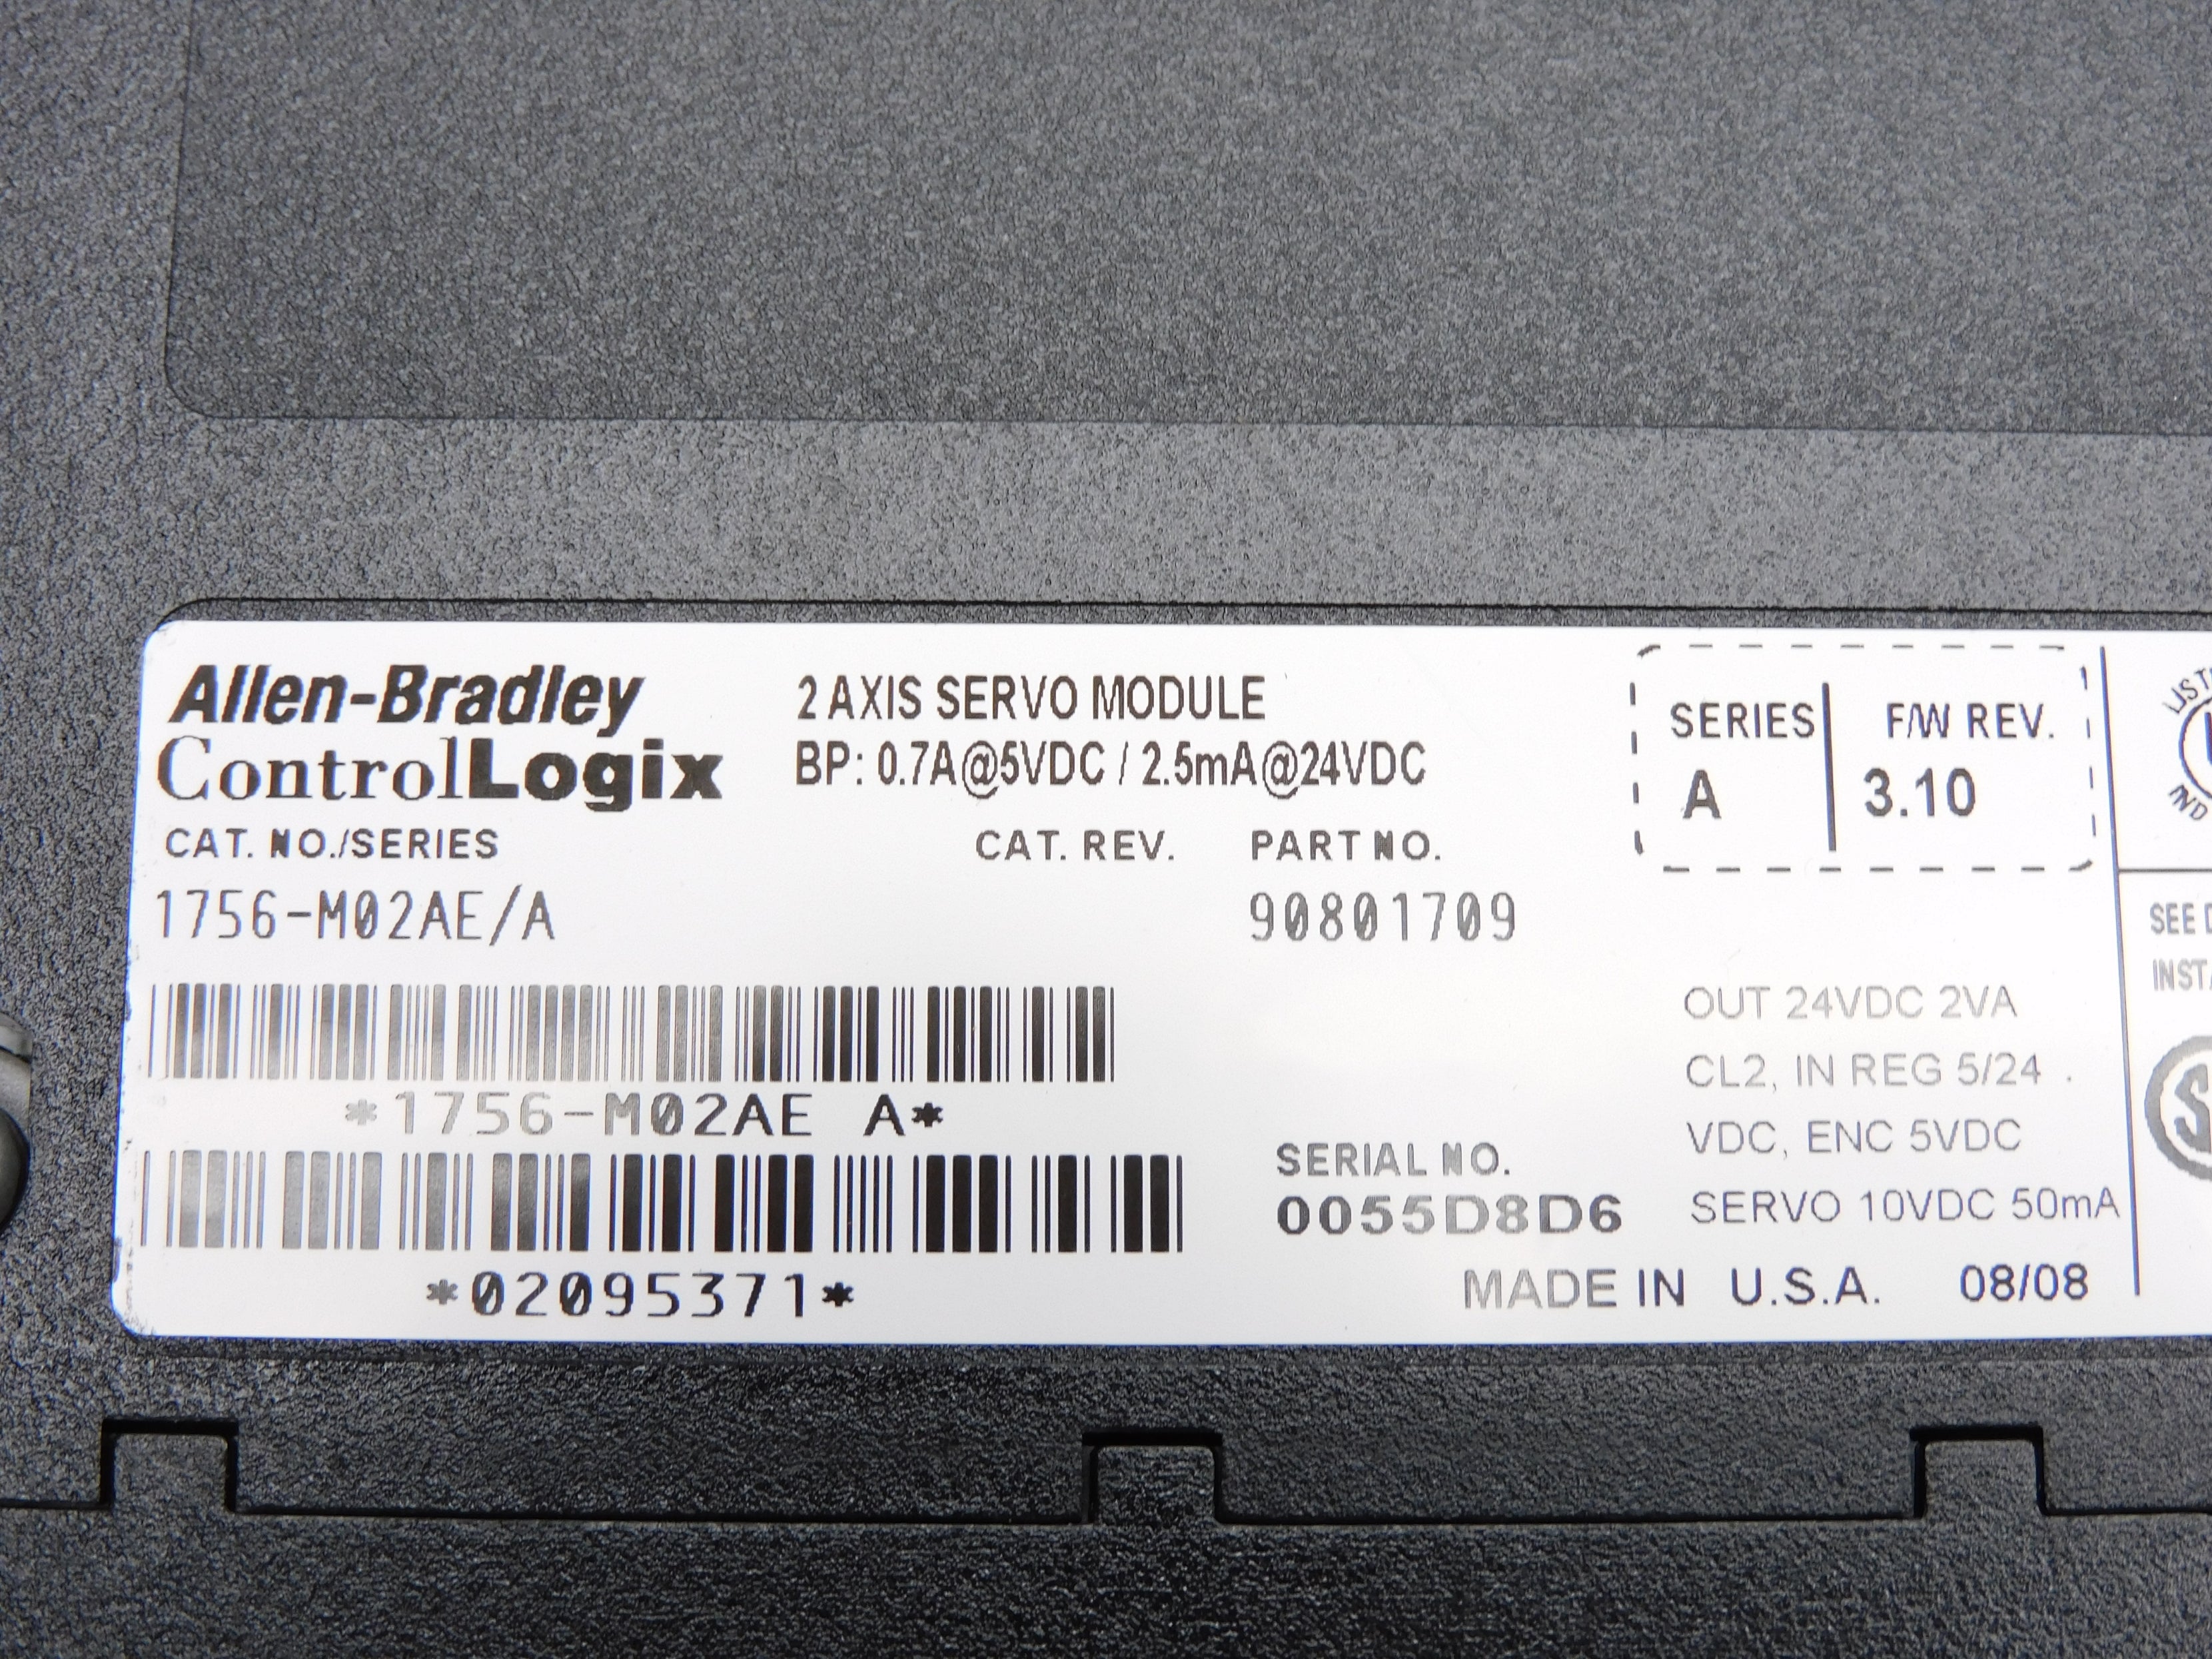 Allen-Bradley
ControlLogix
2 AXIS SERVO MODULE
BP: 0.7A@5VDC / 2.5mA@24VDC
SERIES F/W REV.
A 3.10
CAT. NO./SERIES CAT. REV. PART NO.
1756-M02AE/A 90801709
*1756-M02AE A*
OUT 24VDC 2VA
CL2, IN REG 5/24
VDC, ENC 5VDC
SERVO 10VDC 50mA
SERIAL NO.
0055D8D6
*02095371*
MADE IN U.S.A. 08/08
SEE
IND